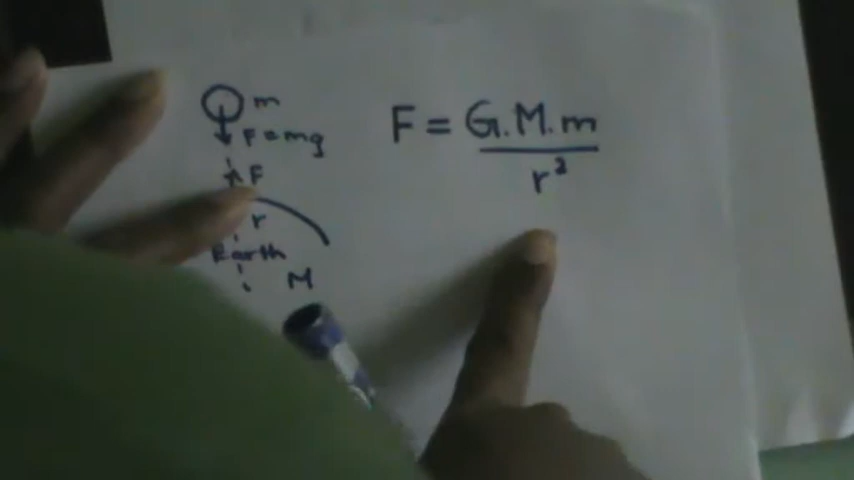 m
F = mg
F
r
Earth
M
F = G.M.m
r²